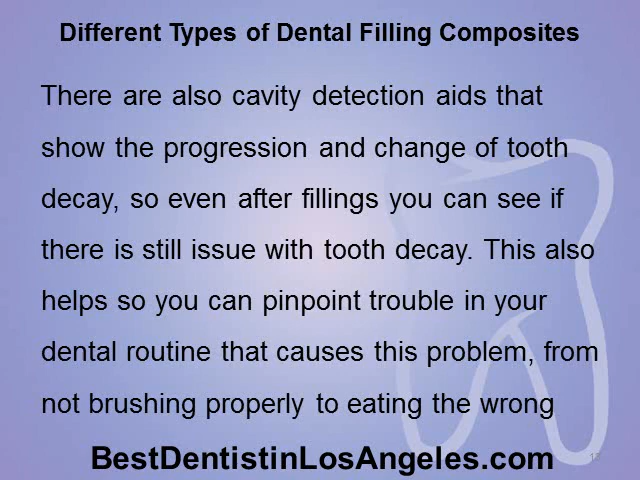 Different Types of Dental Filling Composites
There are also cavity detection aids that
show the progression and change of tooth
decay, so even after fillings you can see if
there is still issue with tooth decay. This also
helps so you can pinpoint trouble in your
dental routine that causes this problem, from
not brushing properly to eating the wrong
BestDentistinLosAngeles.com